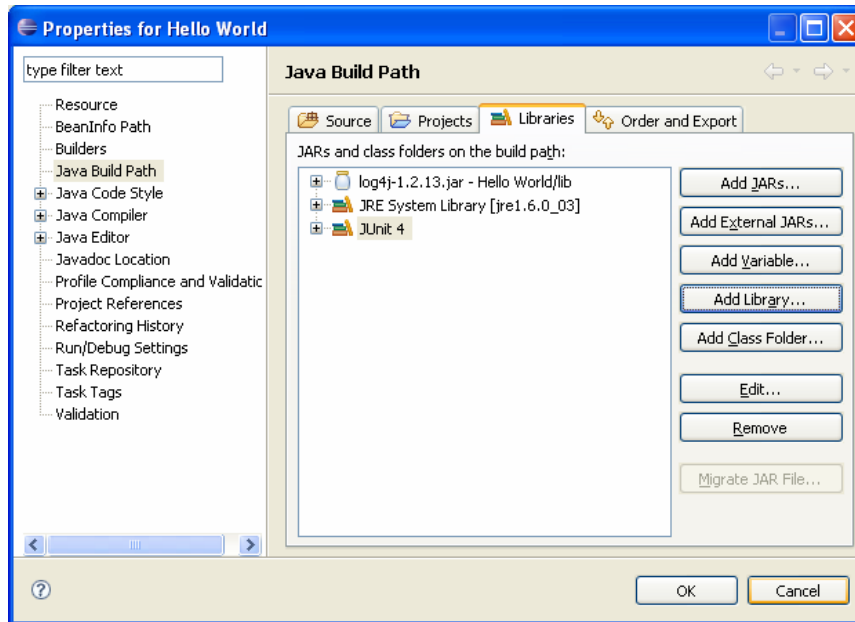 Properties for Hello World
type filter text
Resource
BeanInfo Path
Builders
Java Build Path
Java Code Style
Java Compiler
Java Editor
Javadoc Location
Profile Compliance and Validatic
Project References
Refactoring History
Run/Debug Settings
Task Repository
Task Tags
Validation
Java Build Path
Source Projects Libraries Order and Export
JARs and class folders on the build path:
log4j-1.2.13.jar - Hello World/lib
JRE System Library [jre1.6.0_03]
JUnit 4
Add JARs...
Add External JARs...
Add Variable...
Add Library...
Add Class Folder...
Edit...
Remove
Migrate JAR File...
OK Cancel